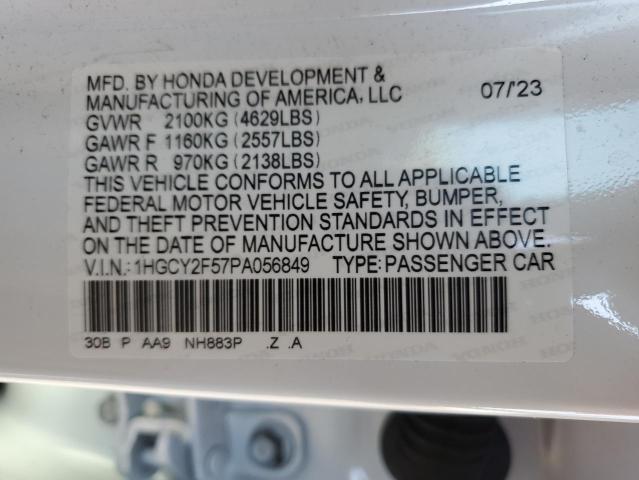 MFD. BY HONDA DEVELOPMENT &
MANUFACTURING OF AMERICA, LLC 07/'23
GVWR 2100KG (4629LBS)
GAWR F 1160KG (2557LBS)
GAWR R 970KG (2138LBS)
THIS VEHICLE CONFORMS TO ALL APPLICABLE
FEDERAL MOTOR VEHICLE SAFETY, BUMPER,
AND THEFT PREVENTION STANDARDS IN EFFECT
ON THE DATE OF MANUFACTURE SHOWN ABOVE.
V.I.N.: 1HGCY2F57PA056849 TYPE: PASSENGER CAR
30B P AA9 NH883P .Z .A